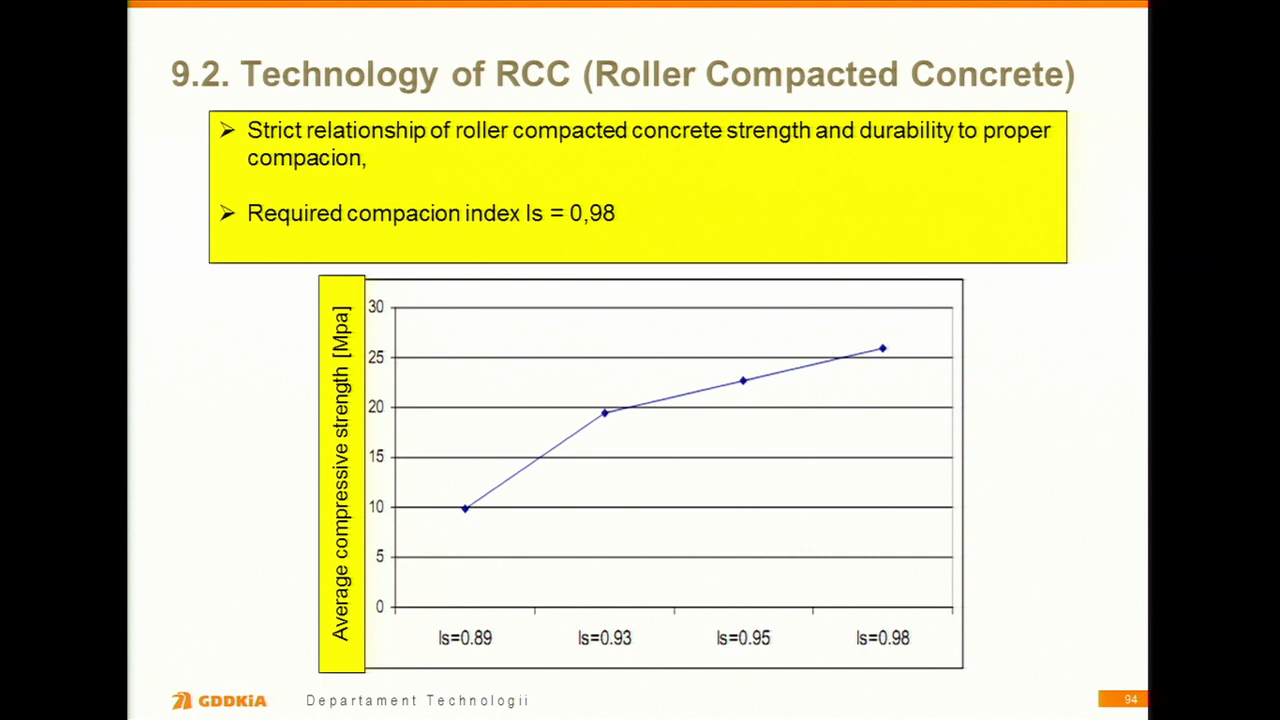 9.2. Technology of RCC (Roller Compacted Concrete)
Strict relationship of roller compacted concrete strength and durability to proper
compacion,
Required compacion index Is = 0,98
Average compressive strength [Mpa]
30
25
20
15
10
5
0
Is=0.89 Is=0.93 Is=0.95 Is=0.98
GDDKiA Departament Technologii 94